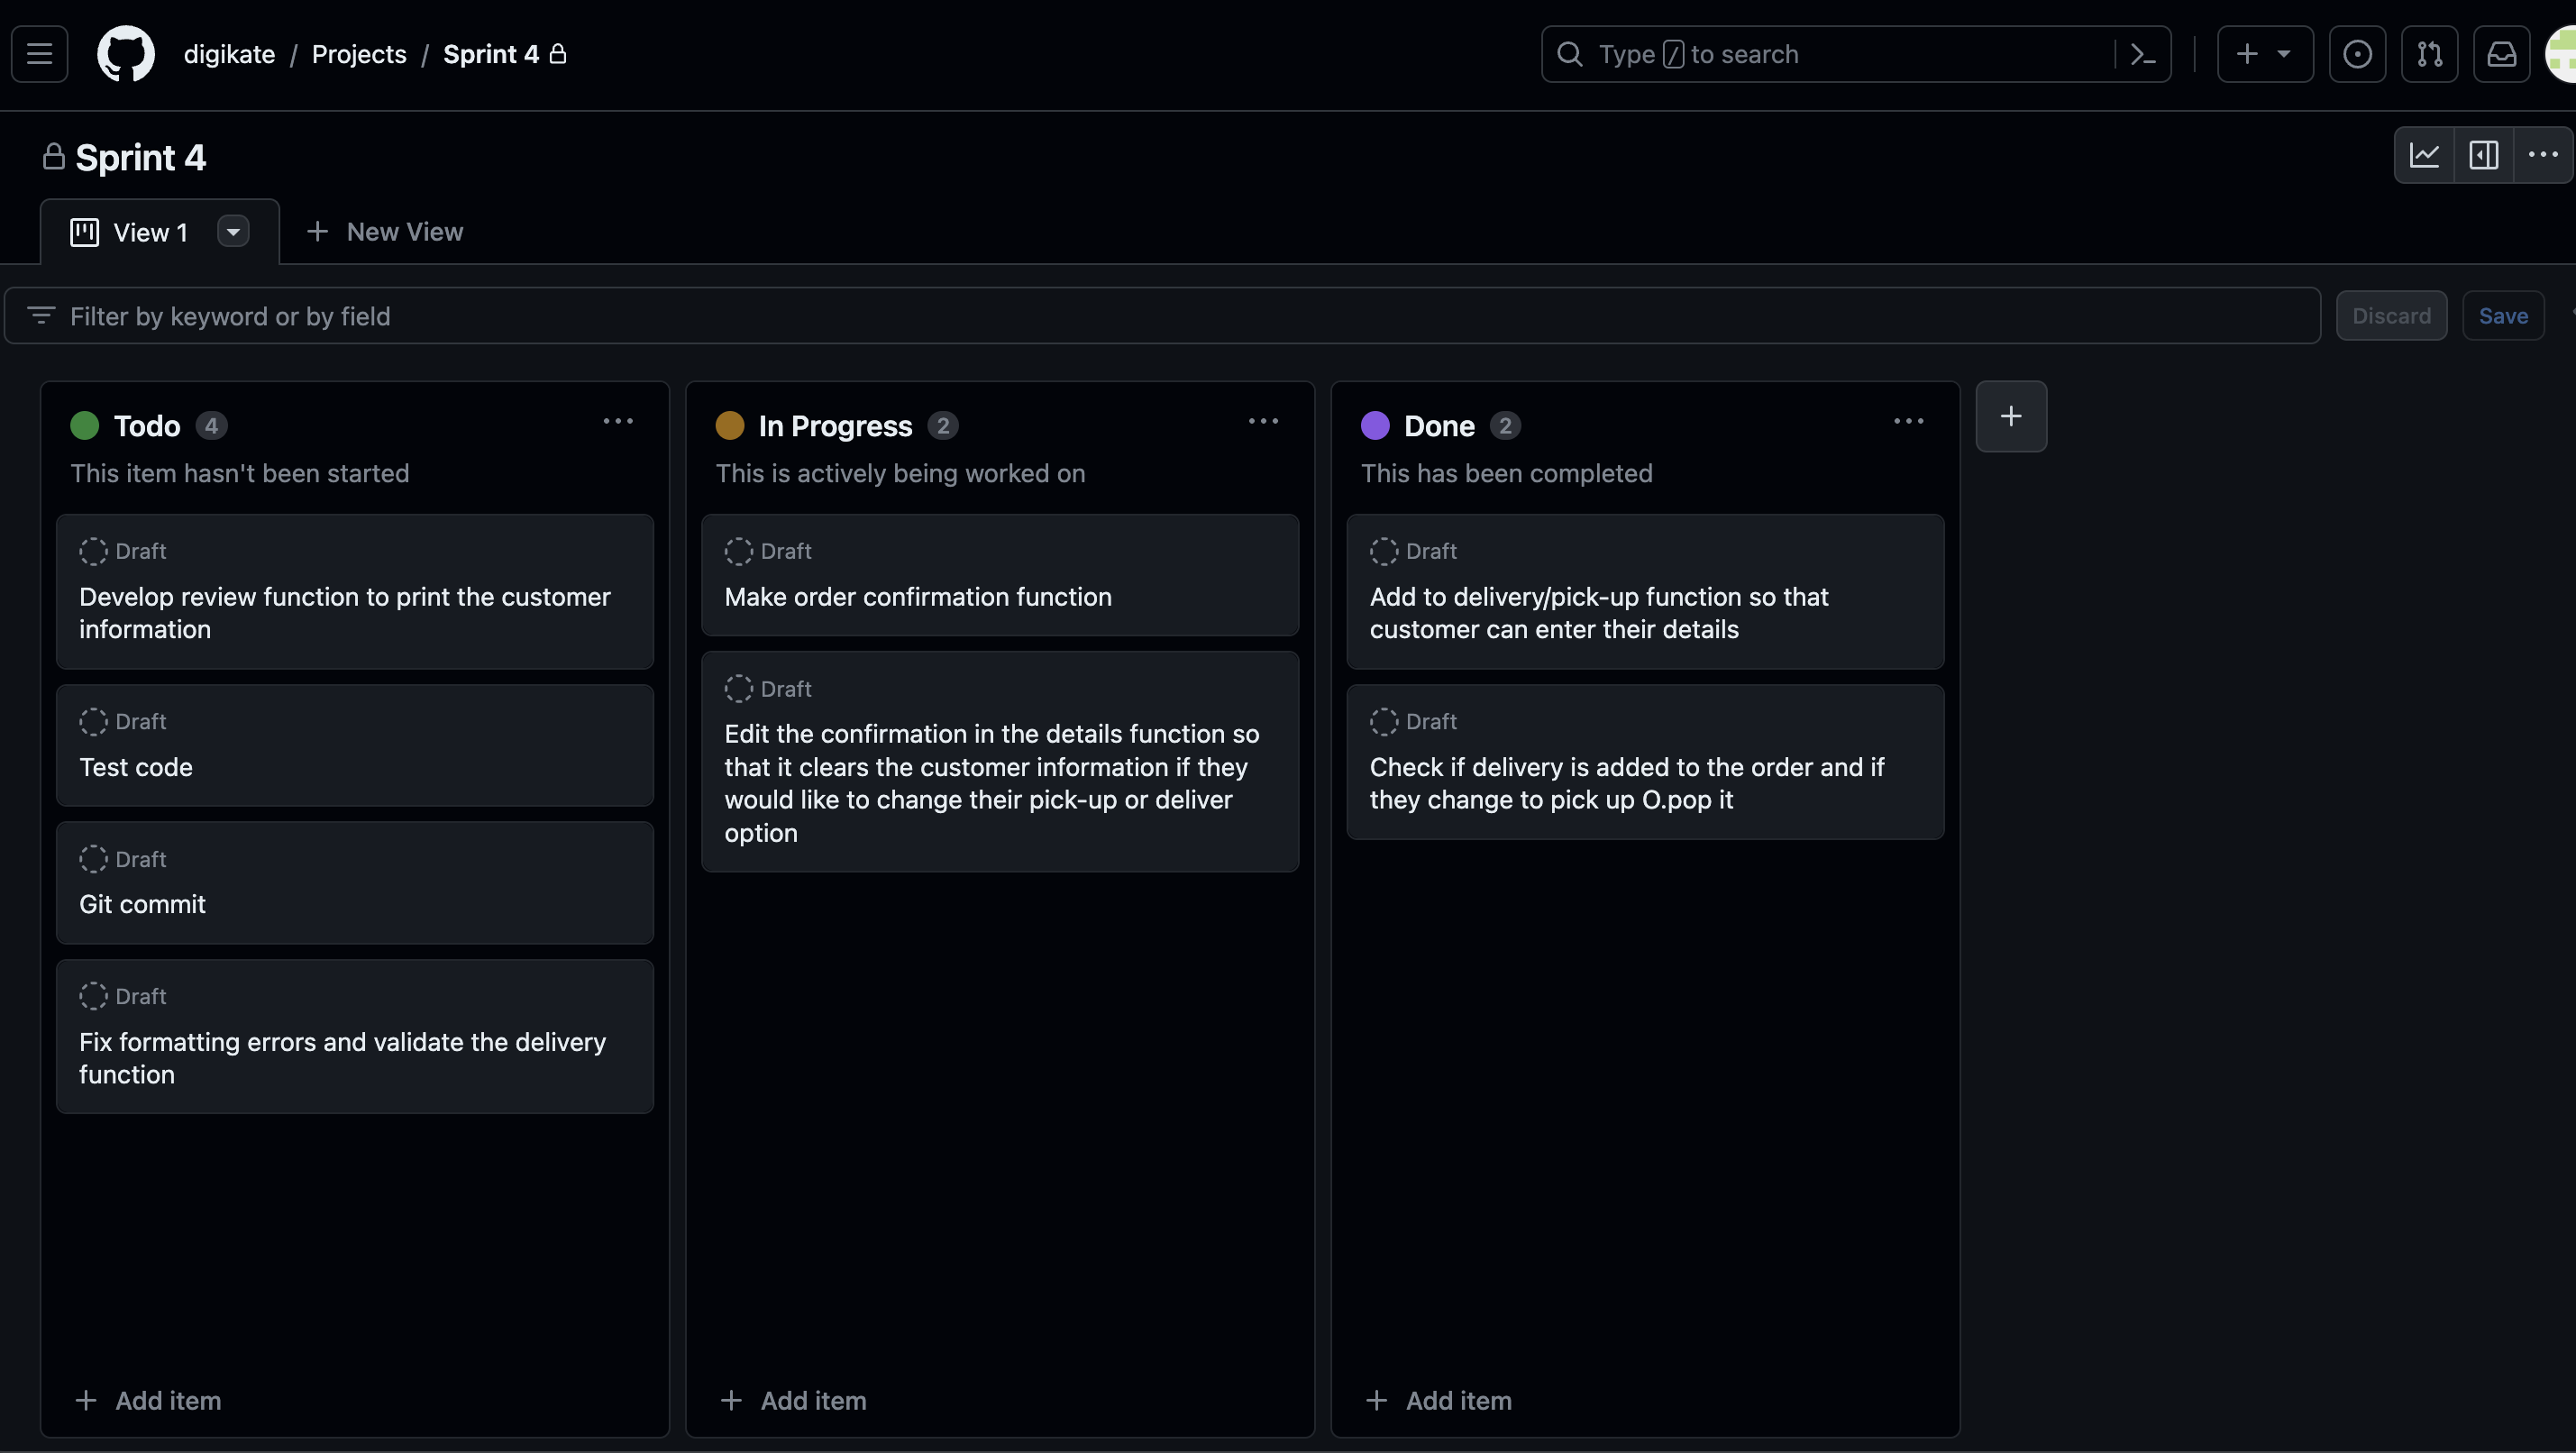 digikate / Projects / Sprint 4
Type / to search
Sprint 4
View 1
New View
Filter by keyword or by field
Discard
Save
Todo 4
This item hasn't been started
Draft
Develop review function to print the customer
information
Draft
Test code
Draft
Git commit
Draft
Fix formatting errors and validate the delivery
function
Add item
In Progress 2
This is actively being worked on
Draft
Make order confirmation function
Draft
Edit the confirmation in the details function so
that it clears the customer information if they
would like to change their pick-up or deliver
option
Add item
Done 2
This has been completed
Draft
Add to delivery/pick-up function so that
customer can enter their details
Draft
Check if delivery is added to the order and if
they change to pick up O.pop it
Add item